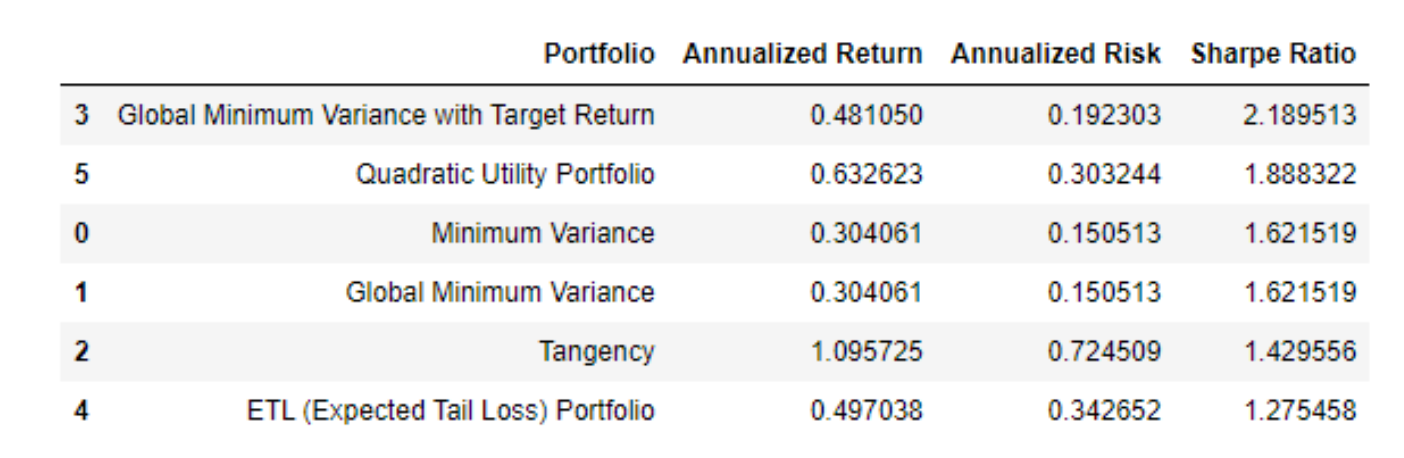 Portfolio Annualized Return Annualized Risk Sharpe Ratio
3 Global Minimum Variance with Target Return 0.481050 0.192303 2.189513
5 Quadratic Utility Portfolio 0.632623 0.303244 1.888322
0 Minimum Variance 0.304061 0.150513 1.621519
1 Global Minimum Variance 0.304061 0.150513 1.621519
2 Tangency 1.095725 0.724509 1.429556
4 ETL (Expected Tail Loss) Portfolio 0.497038 0.342652 1.275458